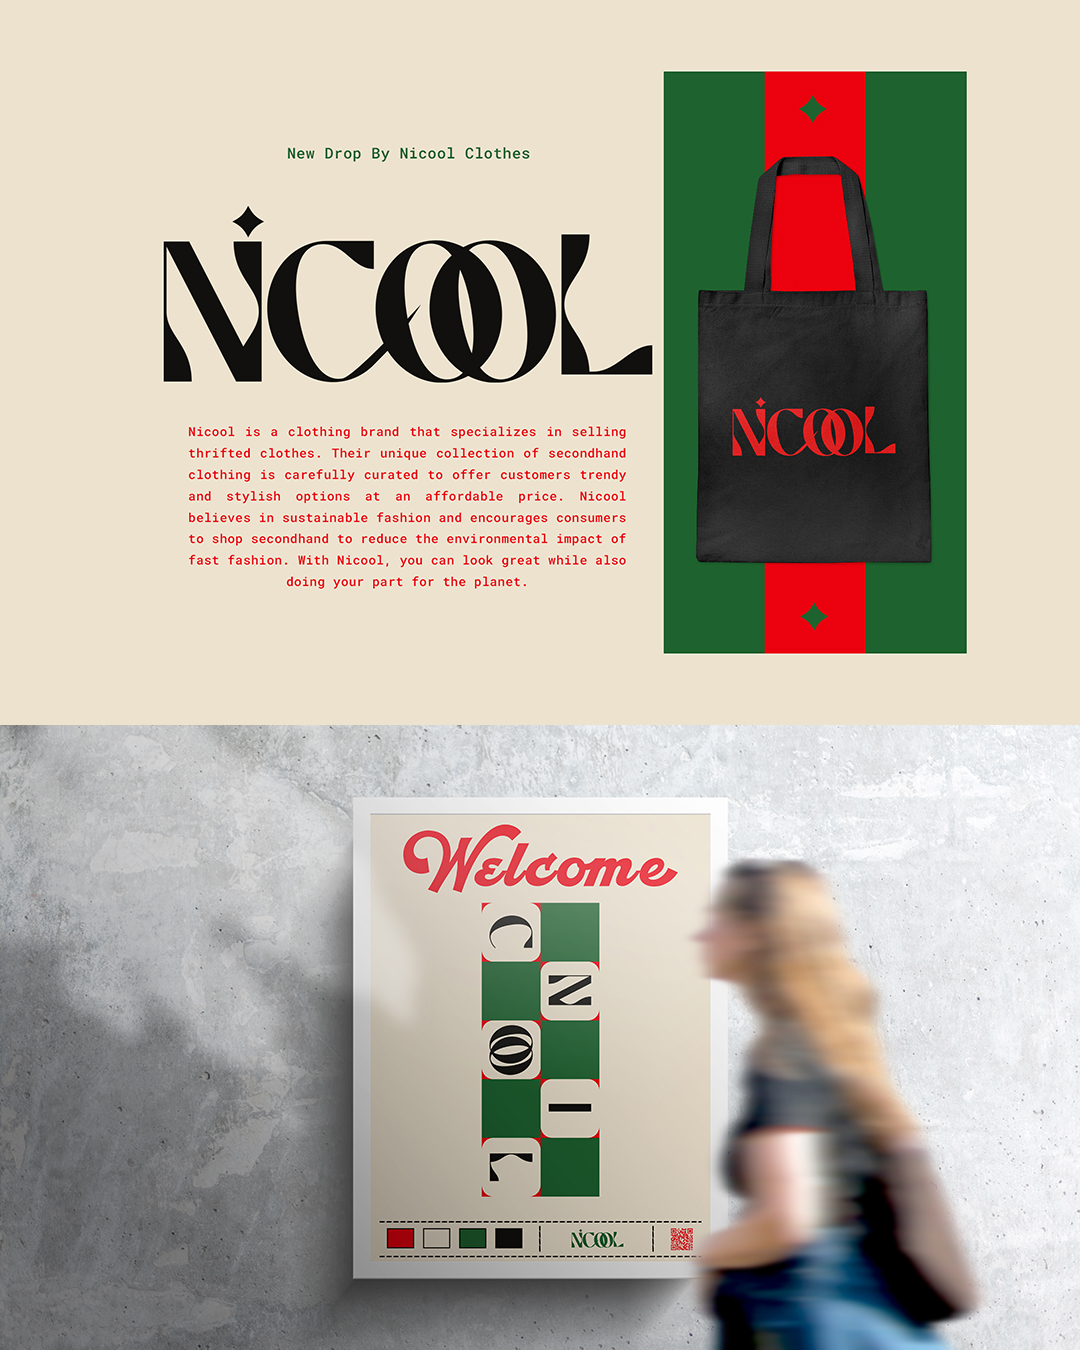 New Drop By Nicool Clothes
NiCOOL
Nicool is a clothing brand that specializes in selling
thrifted clothes. Their unique collection of secondhand
clothing is carefully curated to offer customers trendy
and stylish options at an affordable price. Nicool
believes in sustainable fashion and encourages consumers
to shop secondhand to reduce the environmental impact of
fast fashion. With Nicool, you can look great while also
doing your part for the planet.
NiCOOL
Welcome
C
N
OO
I
L
NiCOOL